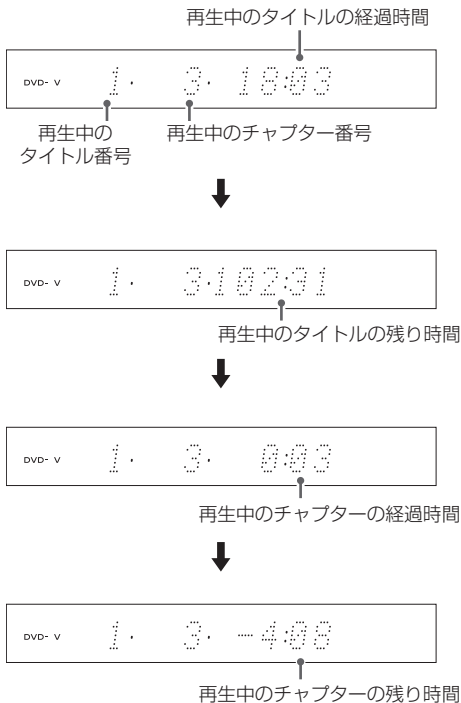 再生中のタイトルの経過時間
DVD- V 1· 3· 18:03
再生中の
タイトル番号
再生中のチャプター番号
DVD- V 1· 3·102:31
再生中のタイトルの残り時間
DVD- V 1· 3· 0:03
再生中のチャプターの経過時間
DVD- V 1· 3· -4:08
再生中のチャプターの残り時間